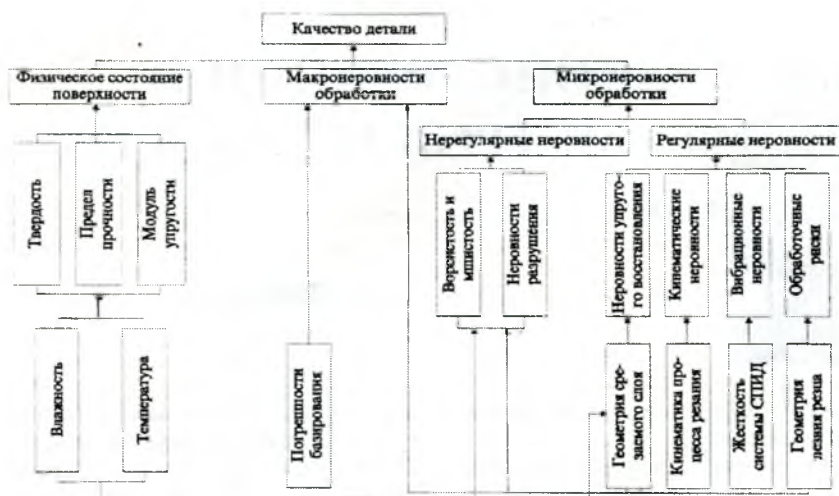 Качество детали
Физическое состояние
поверхности
Макронеровности
обработки
Микронеровности
обработки
Нерегулярные неровности
Регулярные неровности
Твердость
Предел
прочности
Модуль
упругости
Ворсистость и
мшистость
Неровности
разрушения
Неровности упруго-
го восстановления
Кинематические
неровности
Вибрационные
неровности
Обработочные
риски
Влажность
Температура
Погрешности
базирования
Геометрия сре-
заемого слоя
Кинематика про-
цесса резания
Жесткость
системы СПИД
Геометрия
лезвия резца